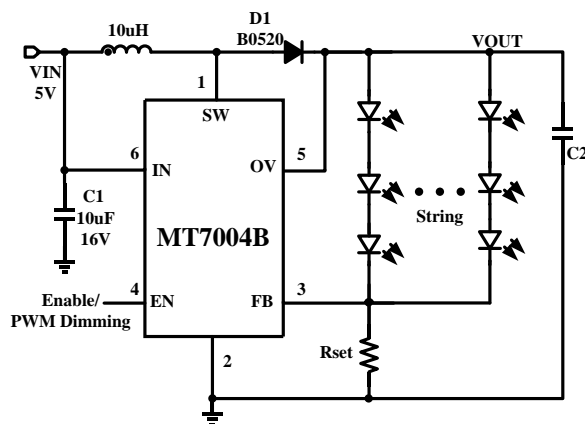 10uH
D1
B0520
VOUT
VIN
5V
1
SW
6
IN
OV
5
C1
10uF
16V
MT7004B
String
C2
4
EN
FB
3
Enable/
PWM Dimming
2
Rset